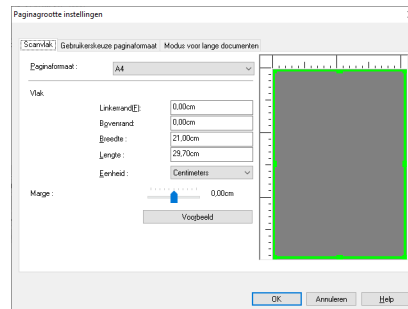 Paginagrootte instellingen
Scanvlak Gebruikerskeuze paginaformaat Modus voor lange documenten
Paginaformaat : A4
Vlak
Linkerrand(F): 0,00cm
Bovenrand: 0,00cm
Breedte : 21,00cm
Lengte : 29,70cm
Eenheid : Centimeters
Marge : 0,00cm
Voorbeeld
OK Annuleren Help